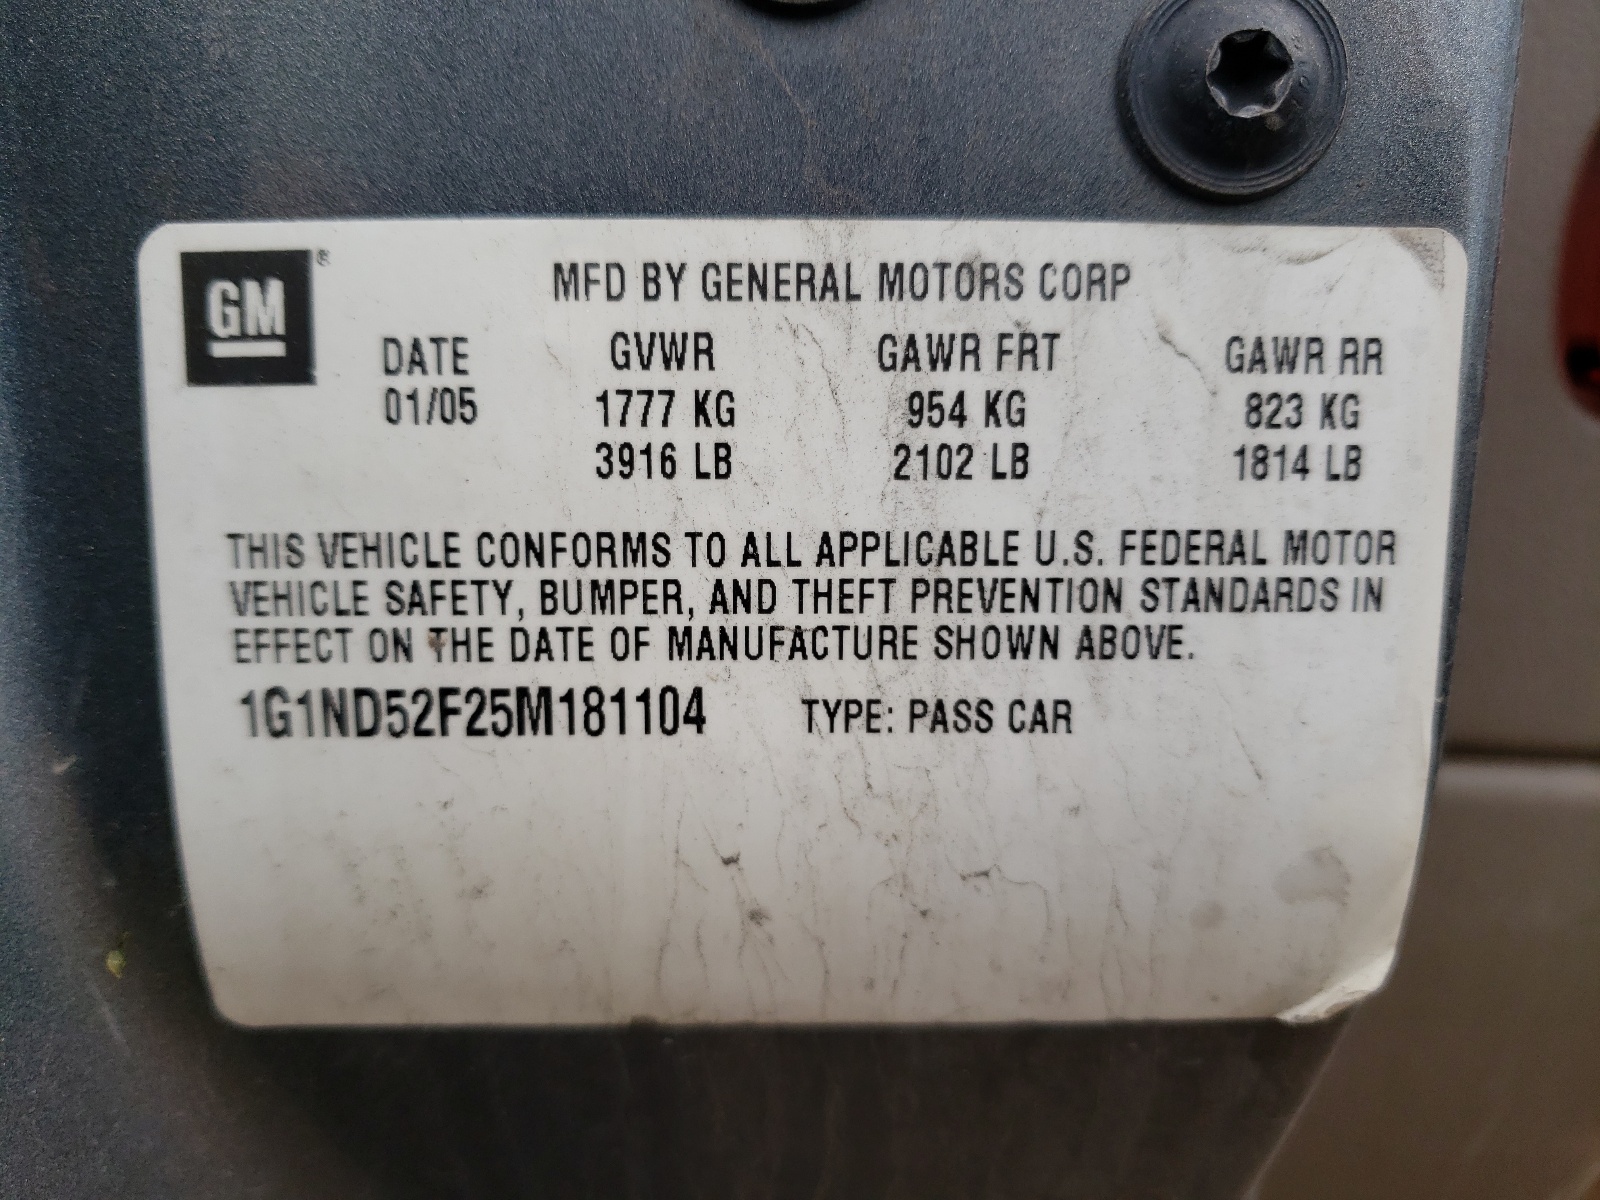 GM®
MFD BY GENERAL MOTORS CORP
DATE GVWR GAWR FRT GAWR RR
01/05 1777 KG 954 KG 823 KG
3916 LB 2102 LB 1814 LB
THIS VEHICLE CONFORMS TO ALL APPLICABLE U.S. FEDERAL MOTOR
VEHICLE SAFETY, BUMPER, AND THEFT PREVENTION STANDARDS IN
EFFECT ON THE DATE OF MANUFACTURE SHOWN ABOVE.
1G1ND52F25M181104 TYPE: PASS CAR